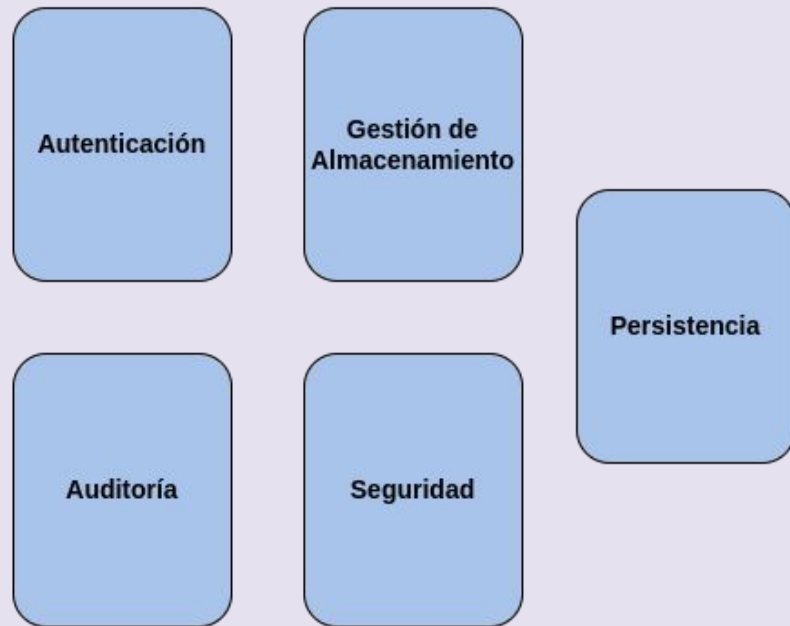 Autenticación
Gestión de
Almacenamiento
Persistencia
Auditoría
Seguridad